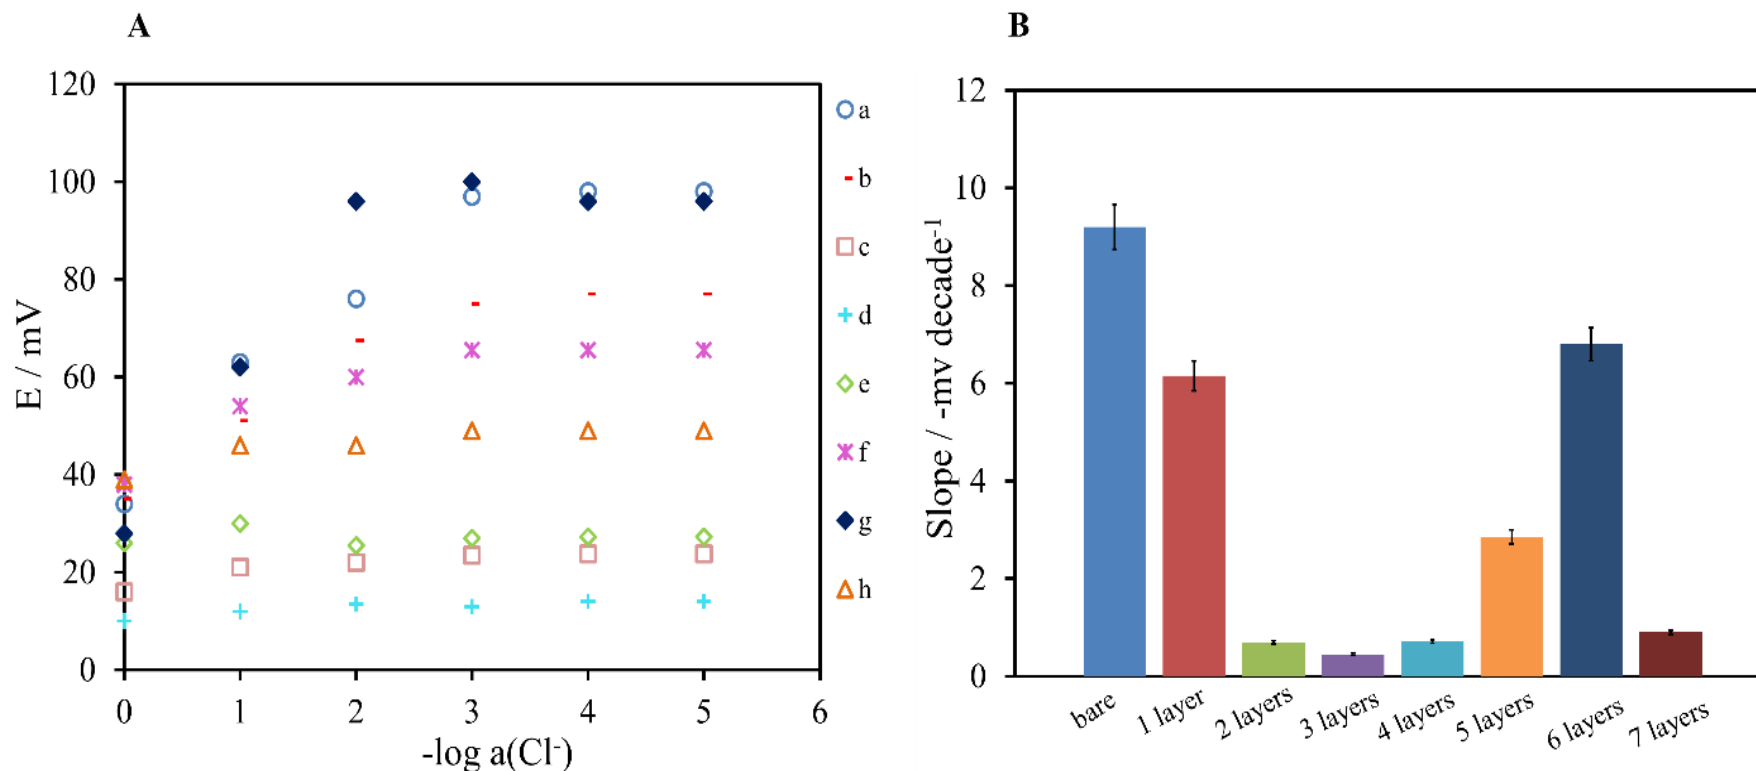 A
120
100
80
60
40
20
0
0 1 2 3 4 5 6
E / mV
-log a(Cl⁻)
a
b
c
d
e
f
g
h
B
12
10
8
6
4
2
0
Slope / -mv decade⁻¹
bare
1 layer
2 layers
3 layers
4 layers
5 layers
6 layers
7 layers